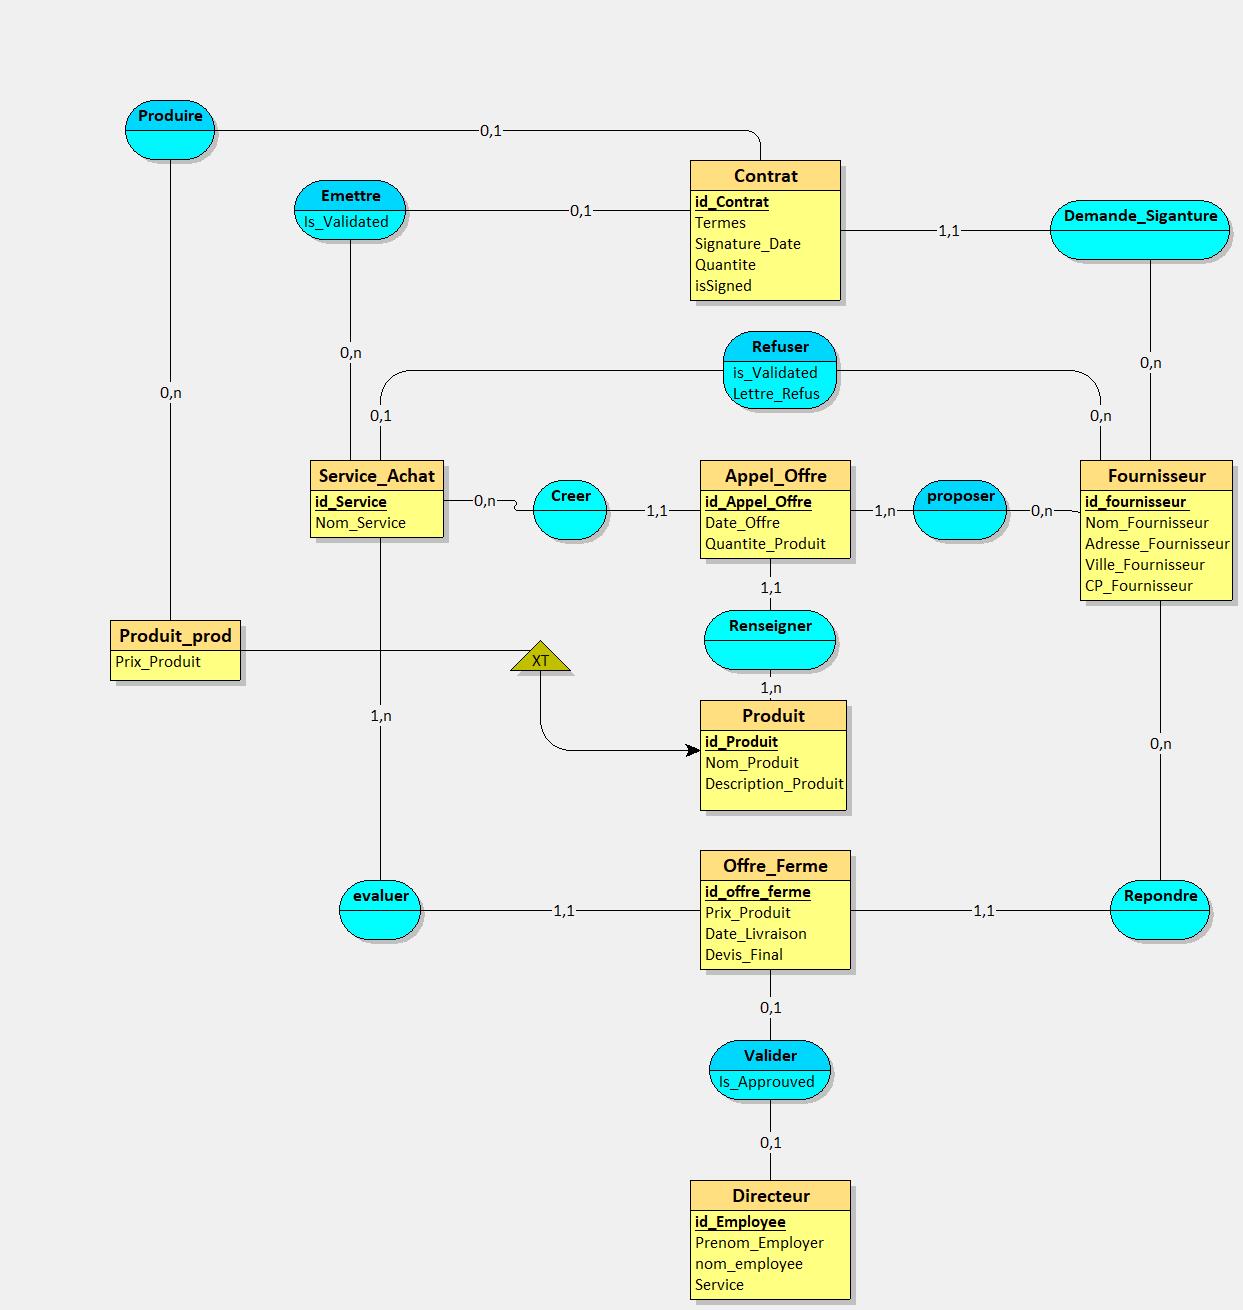 Produire
0,1
Contrat
id_Contrat
Termes
Signature_Date
Quantite
isSigned
Emettre
Is_Validated
0,1
1,1
Demande_Siganture
0,n
0,n
0,n
Refuser
is_Validated
Lettre_Refus
0,1
0,n
Service_Achat
id_Service
Nom_Service
0,n
Creer
1,1
Appel_Offre
id_Appel_Offre
Date_Offre
Quantite_Produit
1,n
proposer
0,n
Fournisseur
id_fournisseur
Nom_Fournisseur
Adresse_Fournisseur
Ville_Fournisseur
CP_Fournisseur
1,1
Renseigner
1,n
Produit_prod
Prix_Produit
XT
Produit
id_Produit
Nom_Produit
Description_Produit
1,n
0,n
Offre_Ferme
id_offre_ferme
Prix_Produit
Date_Livraison
Devis_Final
evaluer
1,1
1,1
Repondre
0,1
Valider
Is_Approuved
0,1
Directeur
id_Employee
Prenom_Employer
nom_employee
Service